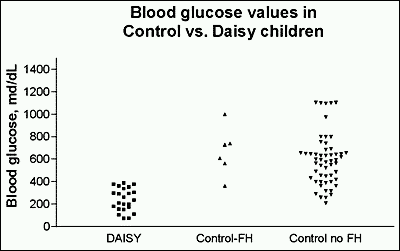 Blood glucose values in
Control vs. Daisy children
Blood glucose, md/dL
1400
1200
1000
800
600
400
200
0
DAISY
Control-FH
Control no FH